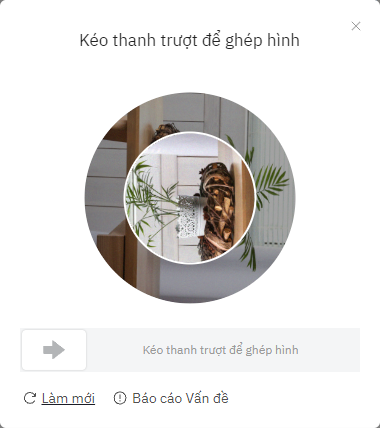 Kéo thanh trượt để ghép hình
Kéo thanh trượt để ghép hình
Làm mới
Báo cáo Vấn đề